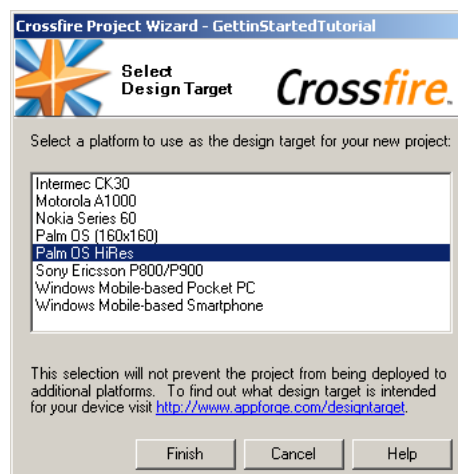 Crossfire Project Wizard - GettinStartedTutorial
Select
Design Target
Crossfire.
Select a platform to use as the design target for your new project:
Intermec CK30
Motorola A1000
Nokia Series 60
Palm OS (160x160)
Palm OS HiRes
Sony Ericsson P800/P900
Windows Mobile-based Pocket PC
Windows Mobile-based Smartphone
This selection will not prevent the project from being deployed to
additional platforms. To find out what design target is intended
for your device visit http://www.appforge.com/designtarget.
Finish
Cancel
Help